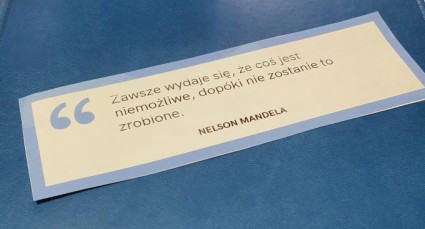 Zawsze wydaje się, że coś jest
niemożliwe, dopóki nie zostanie to
zrobione.
NELSON MANDELA